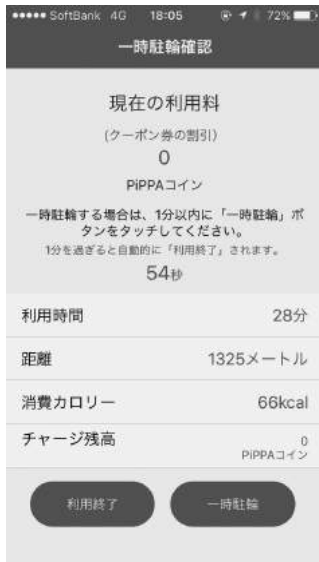 SoftBank 4G 18:05 72%
一時駐輪確認
現在の利用料
(クーポン券の割引)
0
PiPPAコイン
一時駐輪する場合は、1分以内に「一時駐輪」ボ
タンをタッチしてください。
1分を過ぎると自動的に「利用終了」されます。
54秒
利用時間 28分
距離 1325メートル
消費カロリー 66kcal
チャージ残高 0
PiPPAコイン
利用終了 一時駐輪